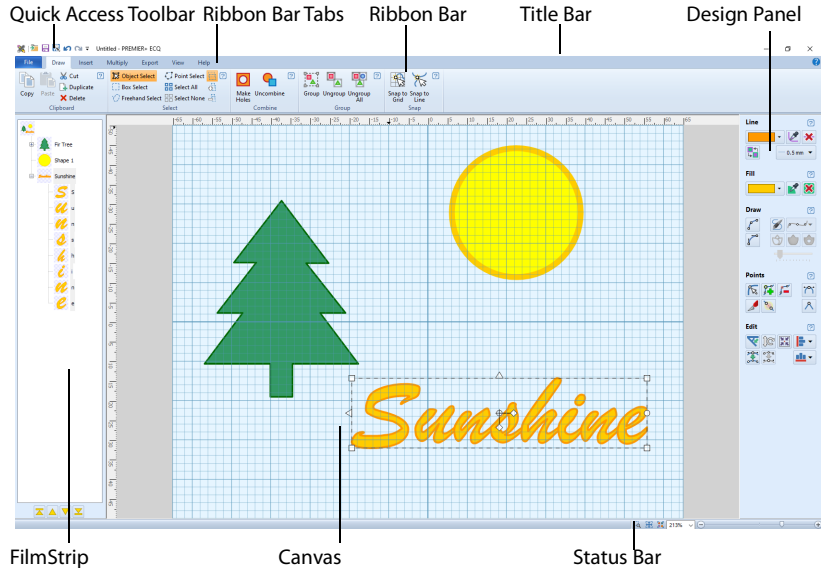 Quick Access Toolbar Ribbon Bar Tabs Ribbon Bar Title Bar Design Panel
Untitled - PREMIER+ ECQ
File Draw Insert Multiply Export View Help
Copy Paste Cut Duplicate Delete
Object Select Point Select
Box Select Select All
Freehand Select Select None
Make Holes Uncombine
Group Ungroup Ungroup All
Snap to Grid Snap to Line
Clipboard Select Combine Group Snap
Fir Tree
Shape 1
Sunshine
S S
u u
n n
s s
h h
i i
n n
e e
Sunshine
Line
0.5 mm
Fill
Draw
Points
Edit
213%
FilmStrip Canvas Status Bar